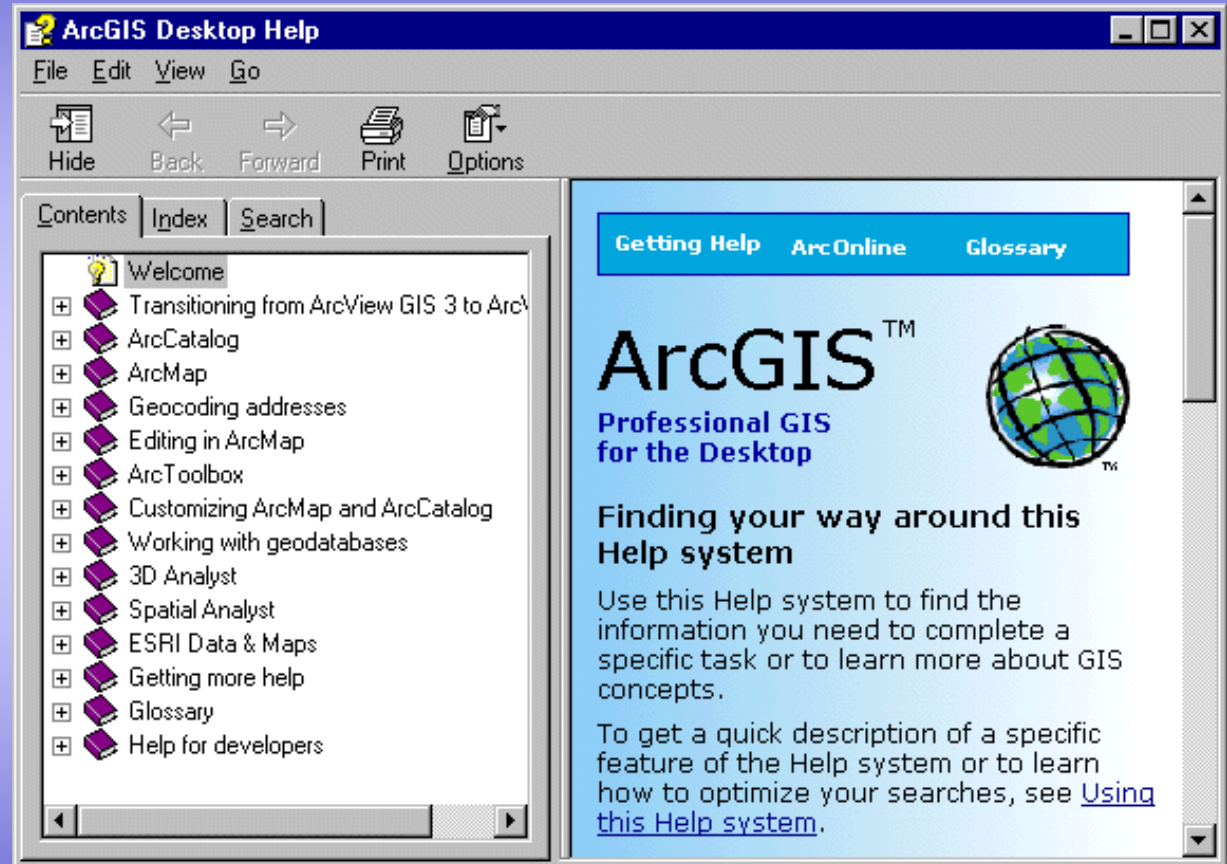 ArcGIS Desktop Help
File Edit View Go
Hide Back Forward Print Options
Contents Index Search
Welcome
Transitioning from ArcView GIS 3 to Arc
ArcCatalog
ArcMap
Geocoding addresses
Editing in ArcMap
ArcToolbox
Customizing ArcMap and ArcCatalog
Working with geodatabases
3D Analyst
Spatial Analyst
ESRI Data & Maps
Getting more help
Glossary
Help for developers
Getting Help ArcOnline Glossary
ArcGIS™
Professional GIS
for the Desktop
TM
Finding your way around this
Help system
Use this Help system to find the
information you need to complete a
specific task or to learn more about GIS
concepts.
To get a quick description of a specific
feature of the Help system or to learn
how to optimize your searches, see Using
this Help system.